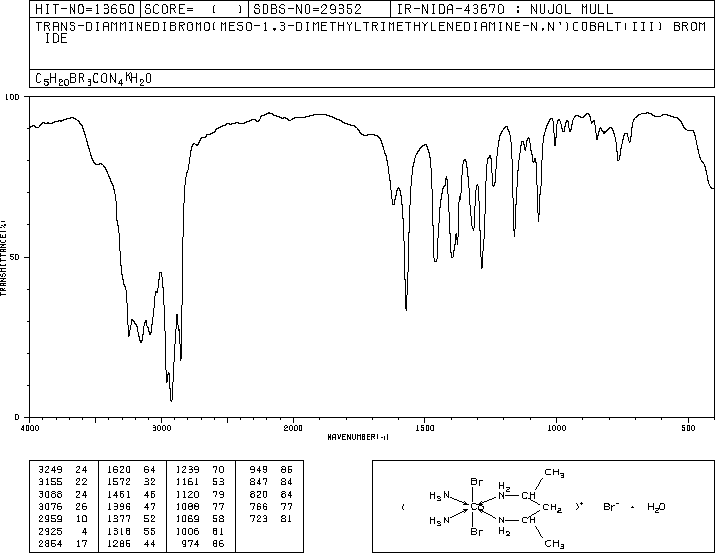 HIT-NO=13650 SCORE= ( ) SDBS-NO=29352 IR-NIDA-43670 : NUJOL MULL
TRANS-DIAMMINEDIBROMO(MESO-1,3-DIMETHYLTRIMETHYLENEDIAMINE-N,N')COBALT(III) BROM
IDE
C5H20BR3CON4*H2O
100
50
0
TRANSMITTANCE(%)
4000 3000 2000 1500 1000 500
WAVENUMBER(-1)
3249 24 1620 64 1239 70 949 86
3155 22 1572 32 1161 53 847 84
3088 24 1461 46 1120 79 820 84
3076 26 1396 47 1088 77 766 77
2959 10 1377 52 1069 58 723 81
2925 4 1318 55 1006 81
2854 17 1286 44 974 86
CH3
Br H2
H3N N CH
( Co CH2 )+ Br- · H2O
H3N N CH
Br H2
CH3